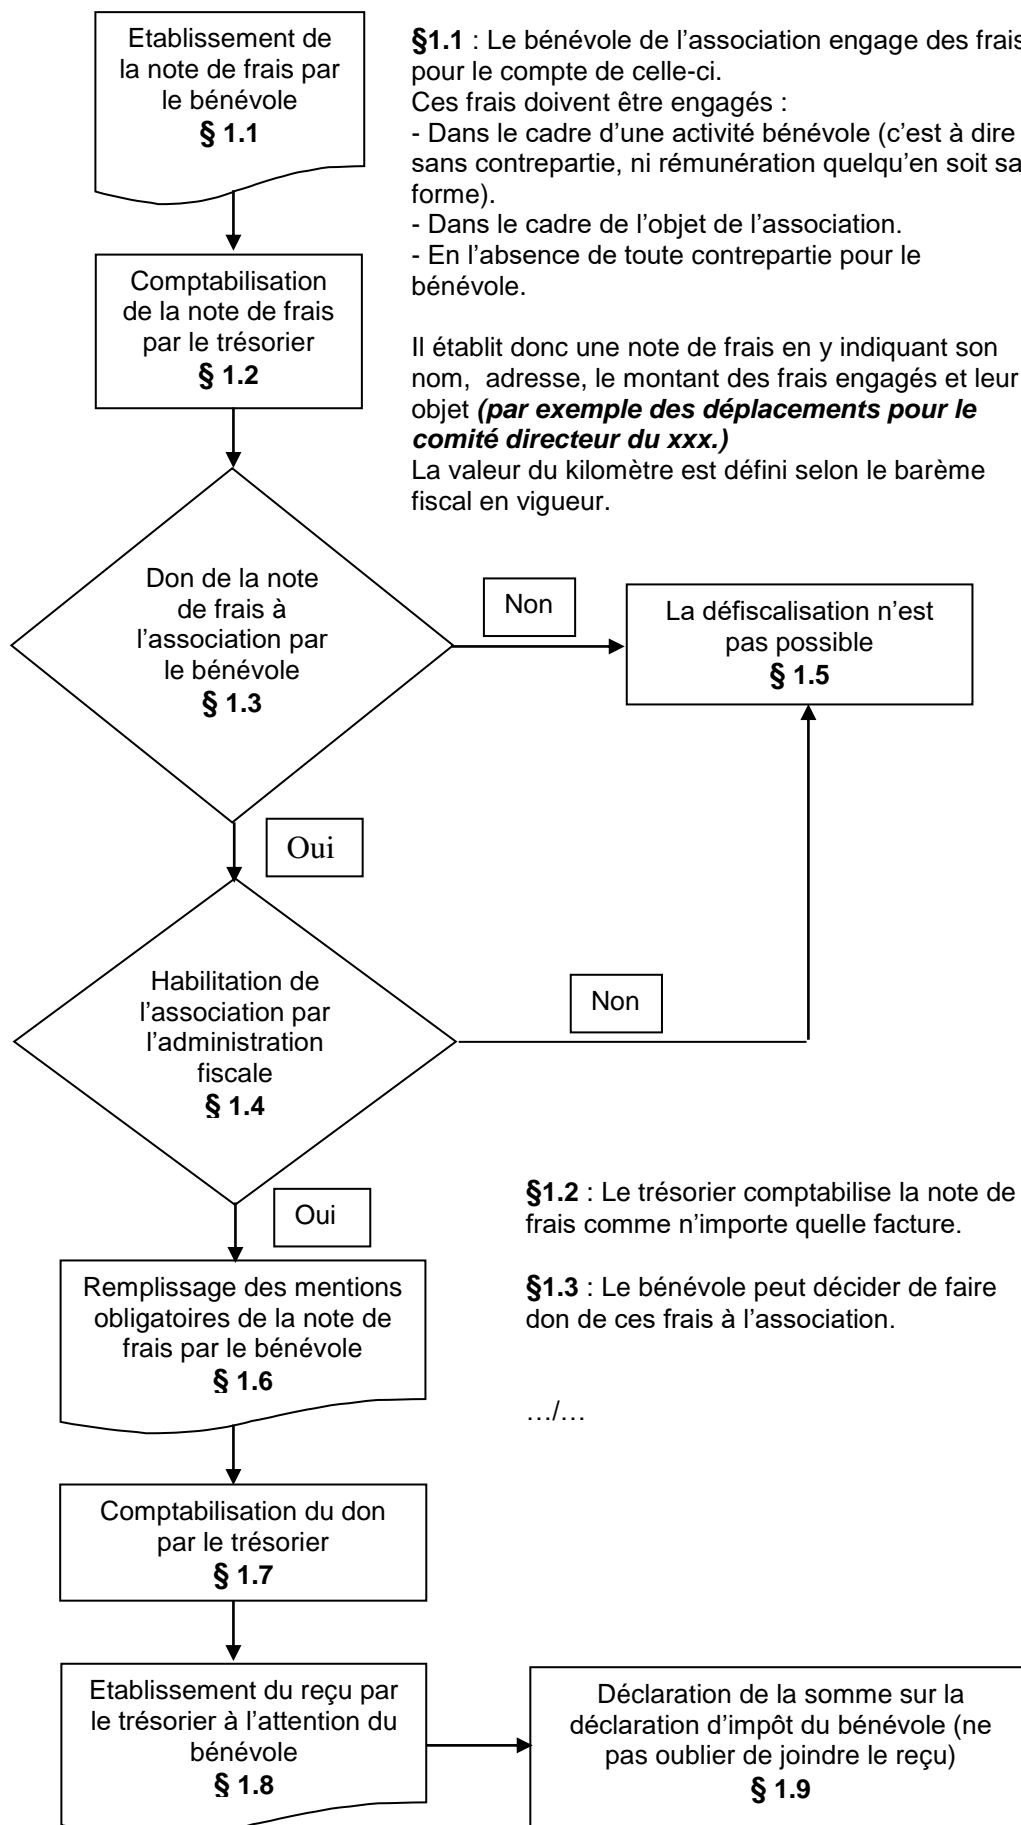 Etablissement de
la note de frais par
le bénévole
§ 1.1
§1.1 : Le bénévole de l’association engage des frais
pour le compte de celle-ci.
Ces frais doivent être engagés :
- Dans le cadre d’une activité bénévole (c’est à dire
sans contrepartie, ni rémunération quelqu’en soit sa
forme).
- Dans le cadre de l’objet de l’association.
- En l’absence de toute contrepartie pour le
bénévole.
Comptabilisation
de la note de frais
par le trésorier
§ 1.2
Il établit donc une note de frais en y indiquant son
nom, adresse, le montant des frais engagés et leur
objet (par exemple des déplacements pour le
comité directeur du xxx.)
La valeur du kilomètre est défini selon le barème
fiscal en vigueur.
Don de la note
de frais à
l’association par
le bénévole
§ 1.3
Non
La défiscalisation n’est
pas possible
§ 1.5
Oui
Habilitation de
l’association par
l’administration
fiscale
§ 1.4
Non
Oui
§1.2 : Le trésorier comptabilise la note de
frais comme n’importe quelle facture.
§1.3 : Le bénévole peut décider de faire
don de ces frais à l’association.
…/…
Remplissage des mentions
obligatoires de la note de
frais par le bénévole
§ 1.6
Comptabilisation du don
par le trésorier
§ 1.7
Etablissement du reçu par
le trésorier à l’attention du
bénévole
§ 1.8
Déclaration de la somme sur la
déclaration d’impôt du bénévole (ne
pas oublier de joindre le reçu)
§ 1.9